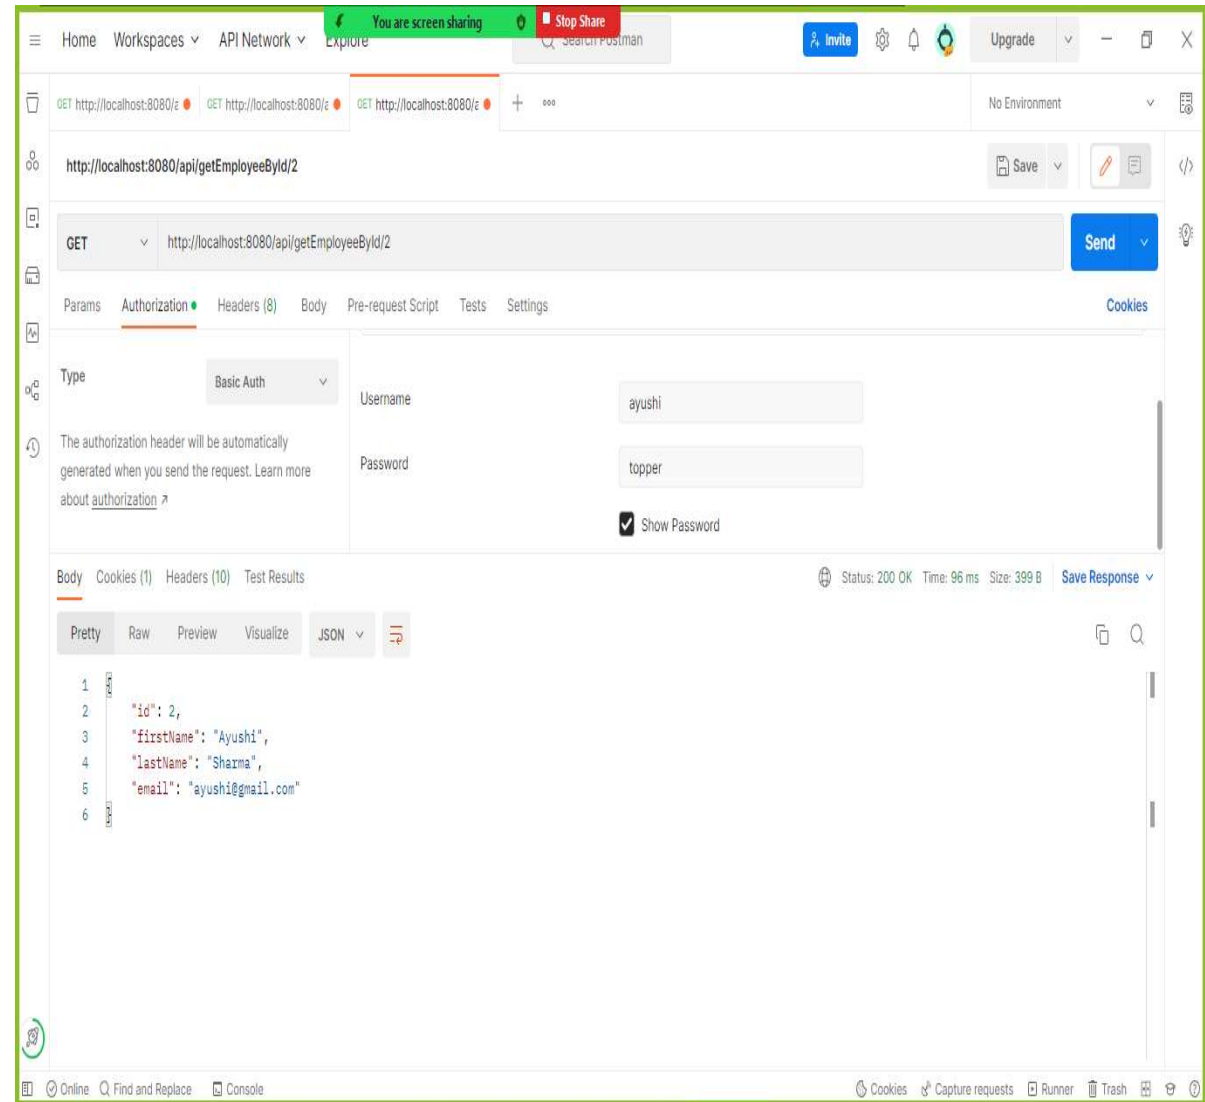 You are screen sharing Stop Share
Home Workspaces API Network Explore Search Postman Invite Upgrade
GET http://localhost:8080/a GET http://localhost:8080/a GET http://localhost:8080/a No Environment
http://localhost:8080/api/getEmployeeById/2 Save
GET http://localhost:8080/api/getEmployeeById/2 Send
Params Authorization Headers (8) Body Pre-request Script Tests Settings Cookies
Type Basic Auth
Username ayushi
The authorization header will be automatically
generated when you send the request. Learn more
about authorization ↗
Password topper
Show Password
Body Cookies (1) Headers (10) Test Results Status: 200 OK Time: 96 ms Size: 399 B Save Response
Pretty Raw Preview Visualize JSON
1 {
2 "id": 2,
3 "firstName": "Ayushi",
4 "lastName": "Sharma",
5 "email": "ayushi@gmail.com"
6 }
Online Find and Replace Console Cookies Capture requests Runner Trash